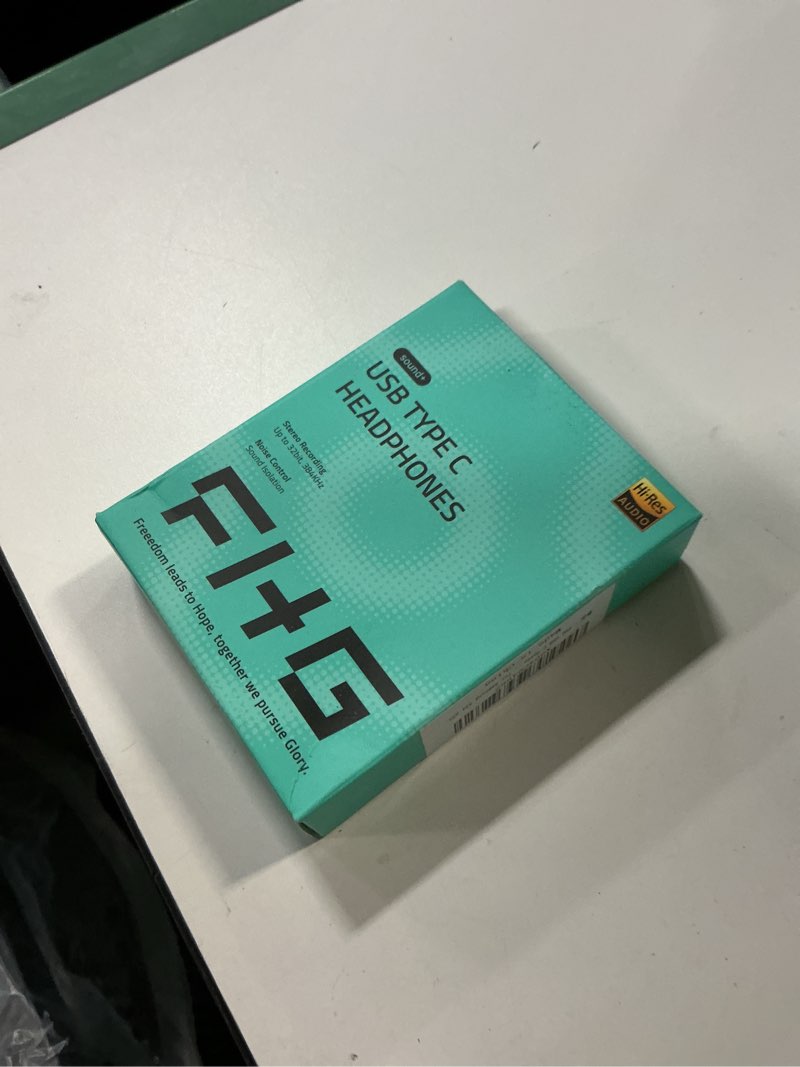 sound+
USB TYPE C
HEADPHONES
Hi-Res
AUDIO
Stereo Recording
Up to 32bit, 384KHz
Noise Control
Sound Isolation
FI+G
Freeedom leads to Hope, together we pursue Glory.